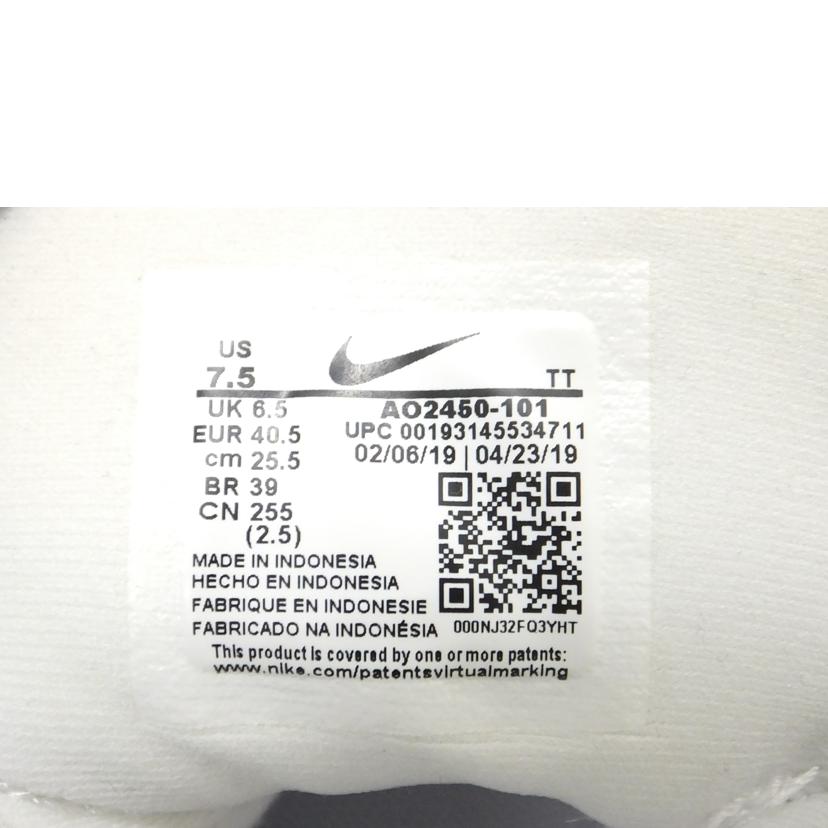 US
7.5 TT
UK 6.5
EUR 40.5
cm 25.5
BR 39
CN 255
(2.5)
AO2450-101
UPC 00193145534711
02/06/19 | 04/23/19
MADE IN INDONESIA
HECHO EN INDONESIA
FABRIQUE EN INDONESIE
FABRICADO NA INDONÉSIA
000NJ32FQ3YHT
This product is covered by one or more patents:
www.nike.com/patentsvirtualmarking